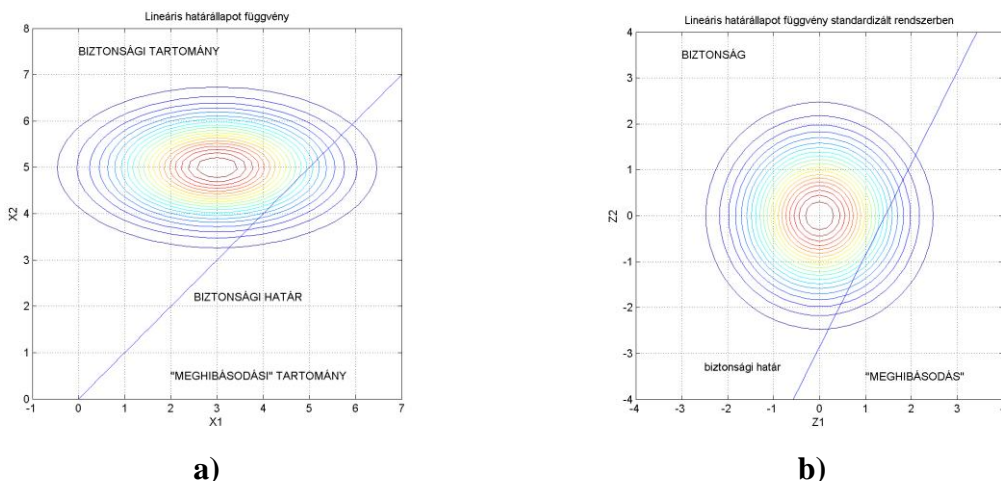 Lineáris határállapot függvény
8
7
6
5
4
3
2
1
0
X2
BIZTONSÁGI TARTOMÁNY
BIZTONSÁGI HATÁR
"MEGHIBÁSODÁSI" TARTOMÁNY
-1 0 1 2 3 4 5 6 7
X1
a)
Lineáris határállapot függvény standardizált rendszerben
4
3
2
1
0
-1
-2
-3
-4
Z2
BIZTONSÁG
biztonsági határ
"MEGHIBÁSODÁS"
-4 -3 -2 -1 0 1 2 3 4
Z1
b)